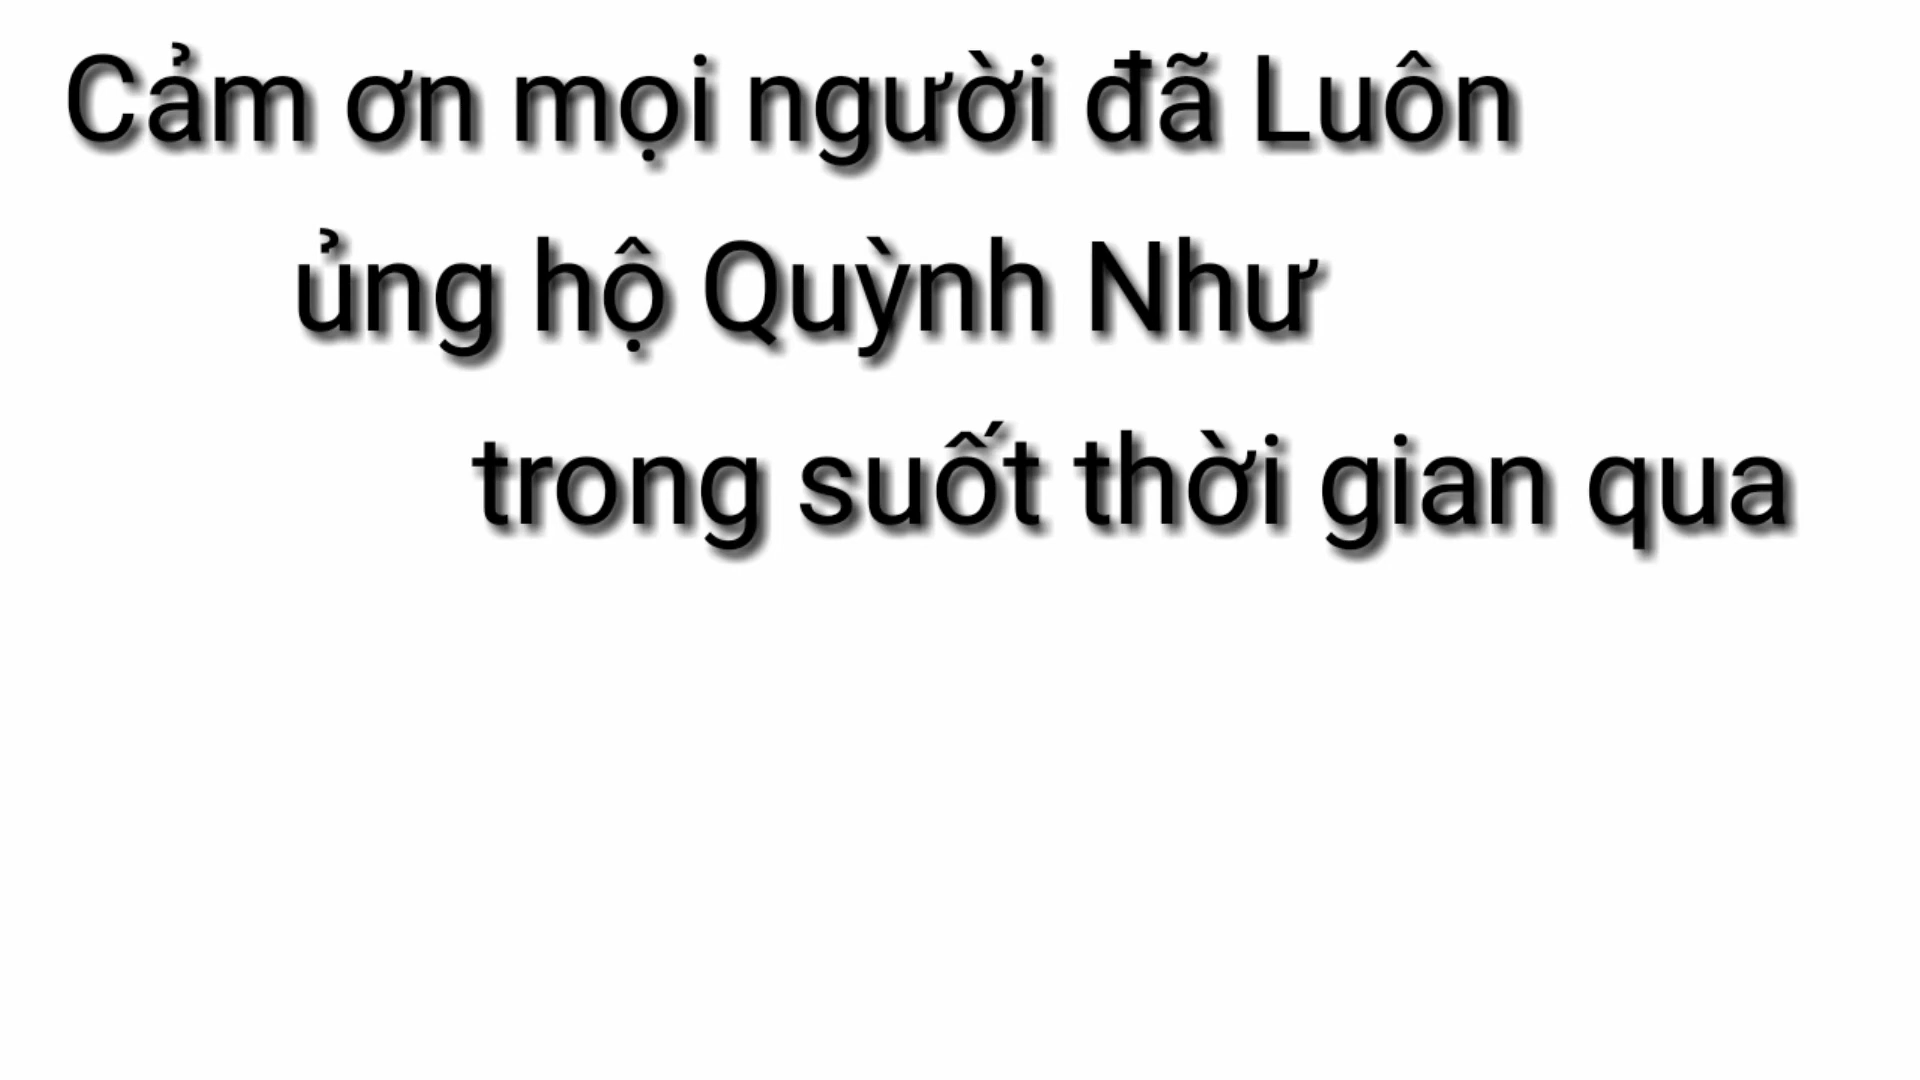 Cảm ơn mọi người đã Luôn
ủng hộ Quỳnh Như
trong suốt thời gian qua